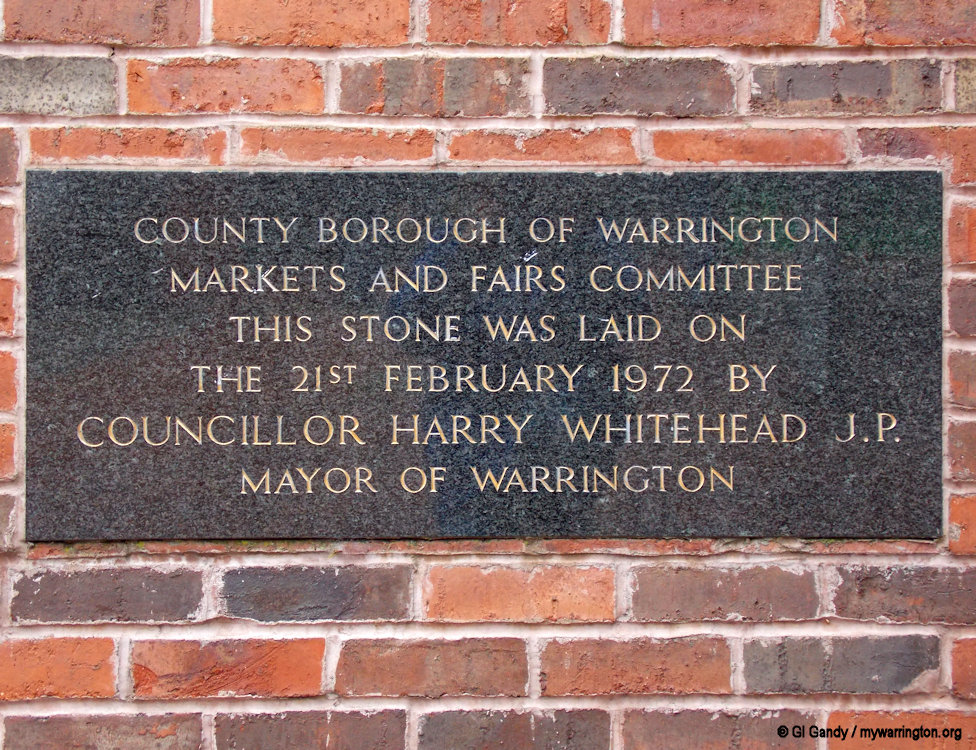 COUNTY BOROUGH OF WARRINGTON
MARKETS AND FAIRS COMMITTEE
THIS STONE WAS LAID ON
THE 21ST FEBRUARY 1972 BY
COUNCILLOR HARRY WHITEHEAD J.P.
MAYOR OF WARRINGTON
© GI Gandy / mywarrington.org